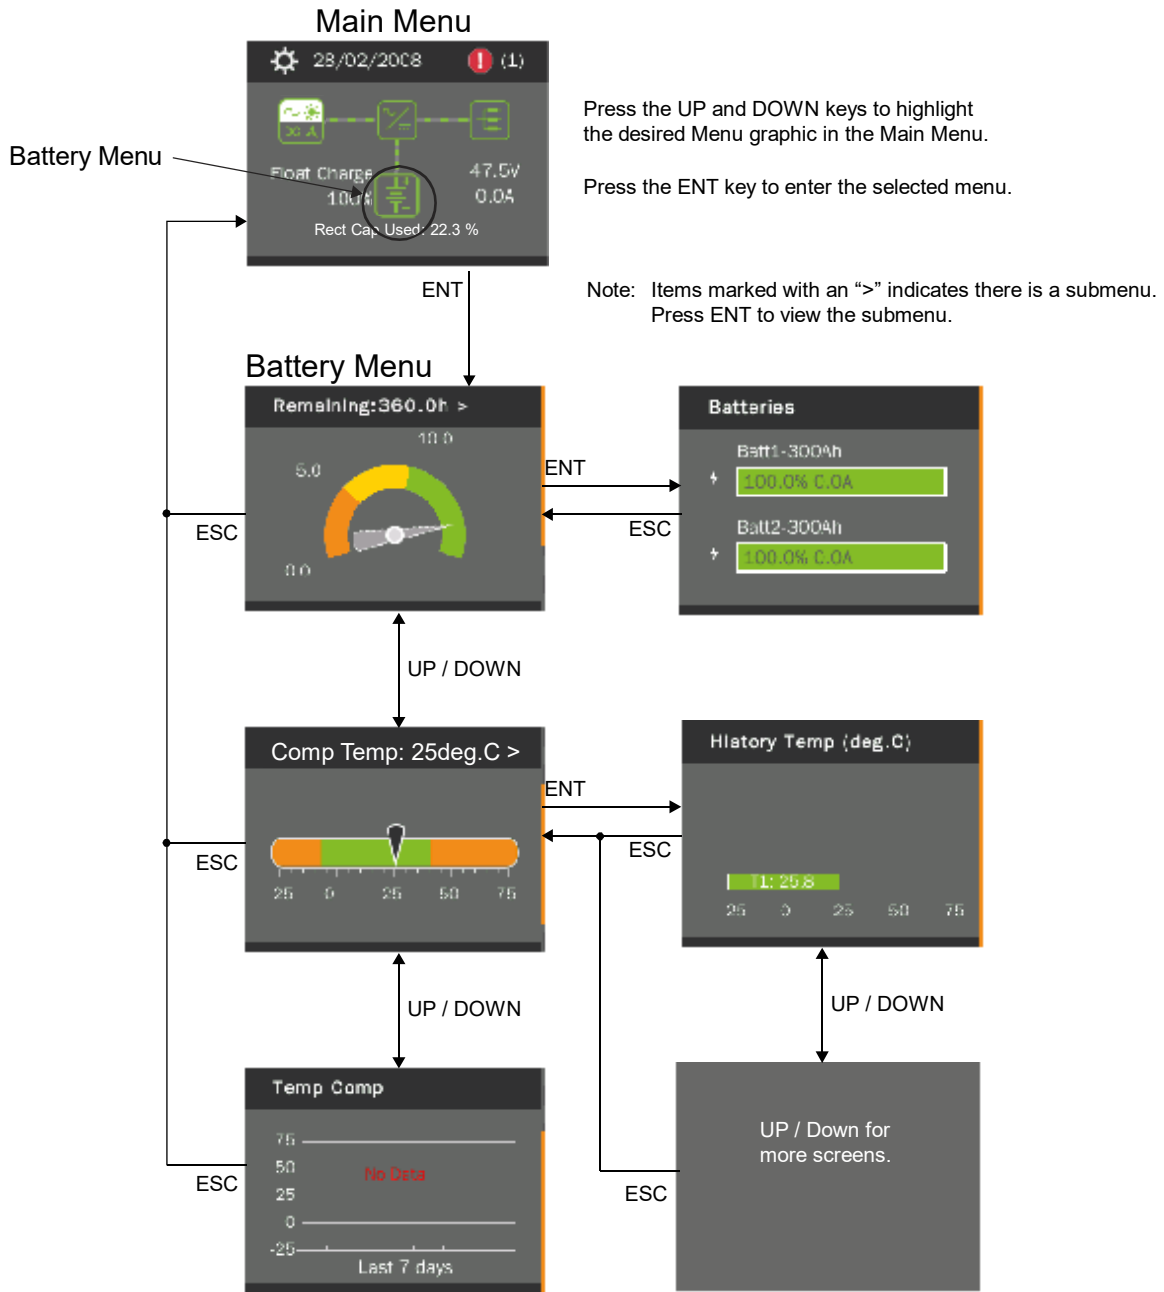 Main Menu
28/02/2008 (1)
Press the UP and DOWN keys to highlight
the desired Menu graphic in the Main Menu.
Battery Menu
Float Charge 47.5V
100% 0.0A
Press the ENT key to enter the selected menu.
Rect Cap Used: 22.3 %
ENT
Note: Items marked with an “>” indicates there is a submenu.
Press ENT to view the submenu.
Battery Menu
Remaining:360.0h >
10.0
5.0
0.0
ENT
ESC
ESC
Batteries
Batt1-300Ah
100.0% 0.0A
Batt2-300Ah
100.0% 0.0A
UP / DOWN
Comp Temp: 25deg.C >
25 0 25 50 75
ENT
ESC
ESC
History Temp (deg.C)
T1: 25.8
25 0 25 50 75
UP / DOWN
UP / DOWN
Temp Comp
75
50
No Data
25
0
-25
Last 7 days
ESC
UP / Down for
more screens.
ESC